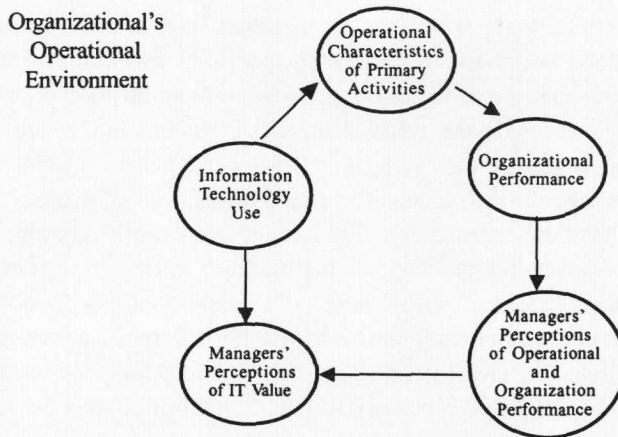 Organizational's
Operational
Environment
Operational
Characteristics
of Primary
Activities
Information
Technology
Use
Organizational
Performance
Managers'
Perceptions
of IT Value
Managers'
Perceptions
of Operational
and
Organization
Performance